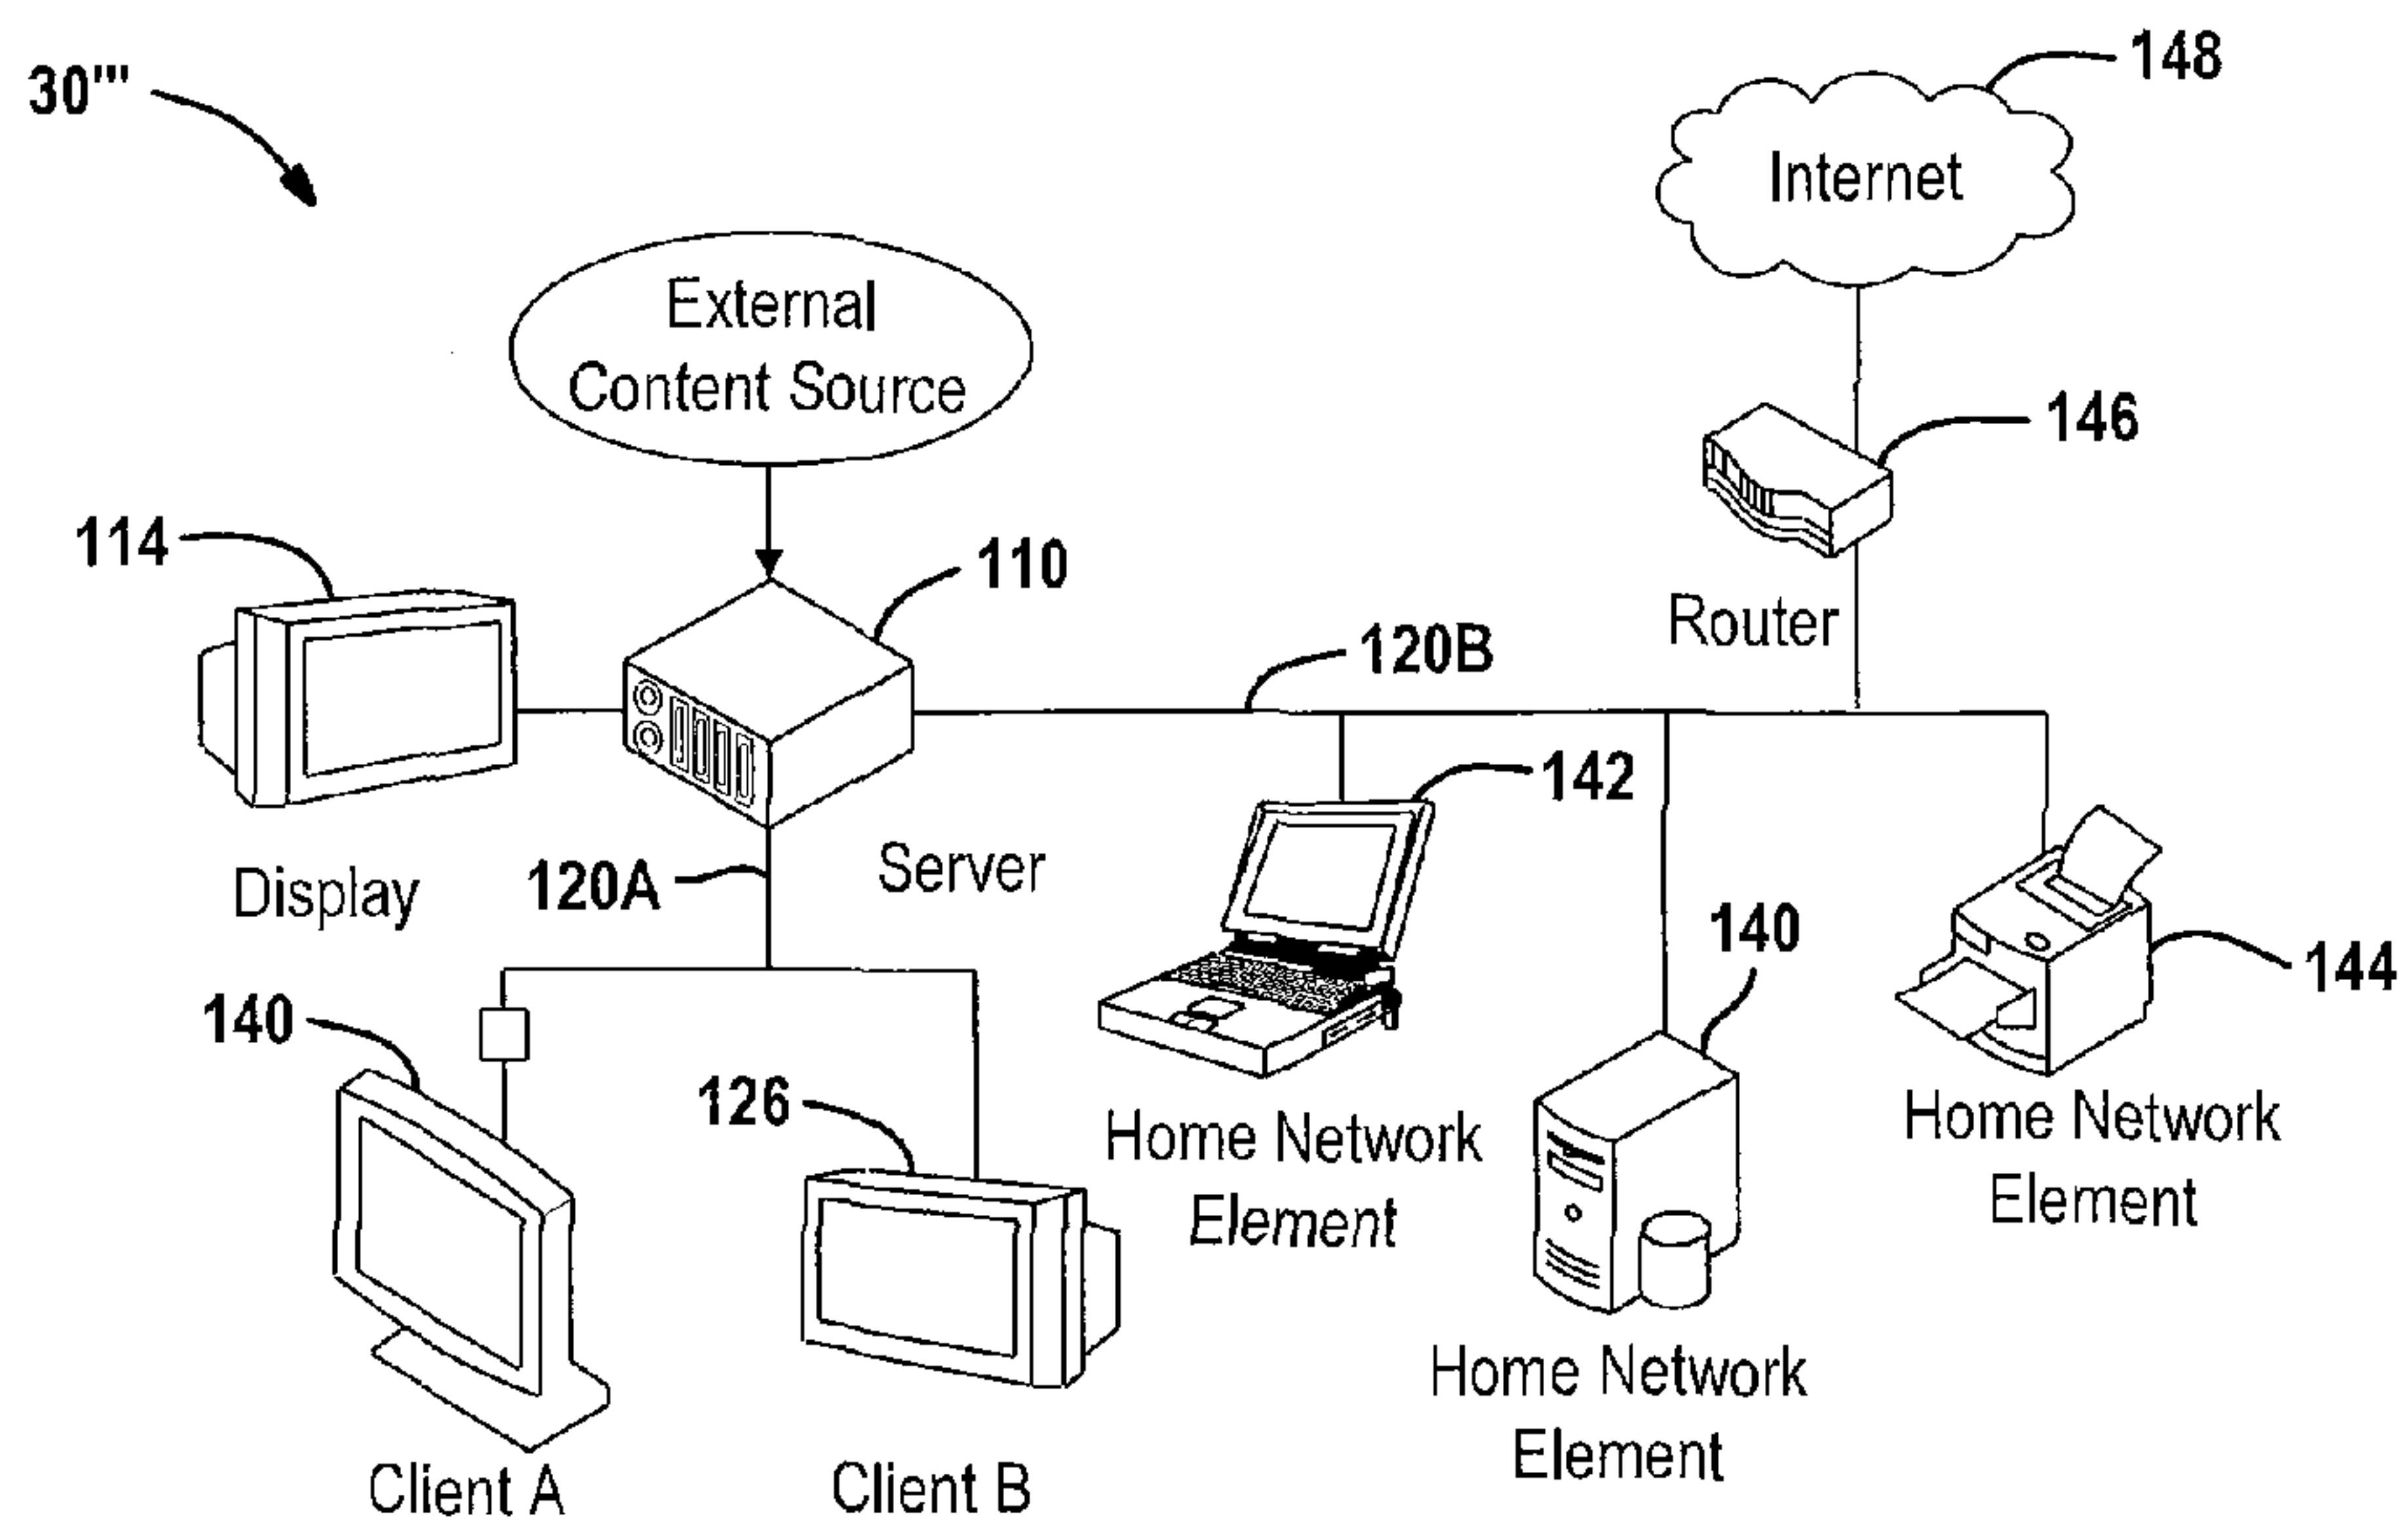 30'''
148
Internet
External
Content Source
146
114
110
Router
120B
142
Display
120A
Server
140
144
140
126
Home Network
Element
Home Network
Element
Home Network
Element
Client A
Client B